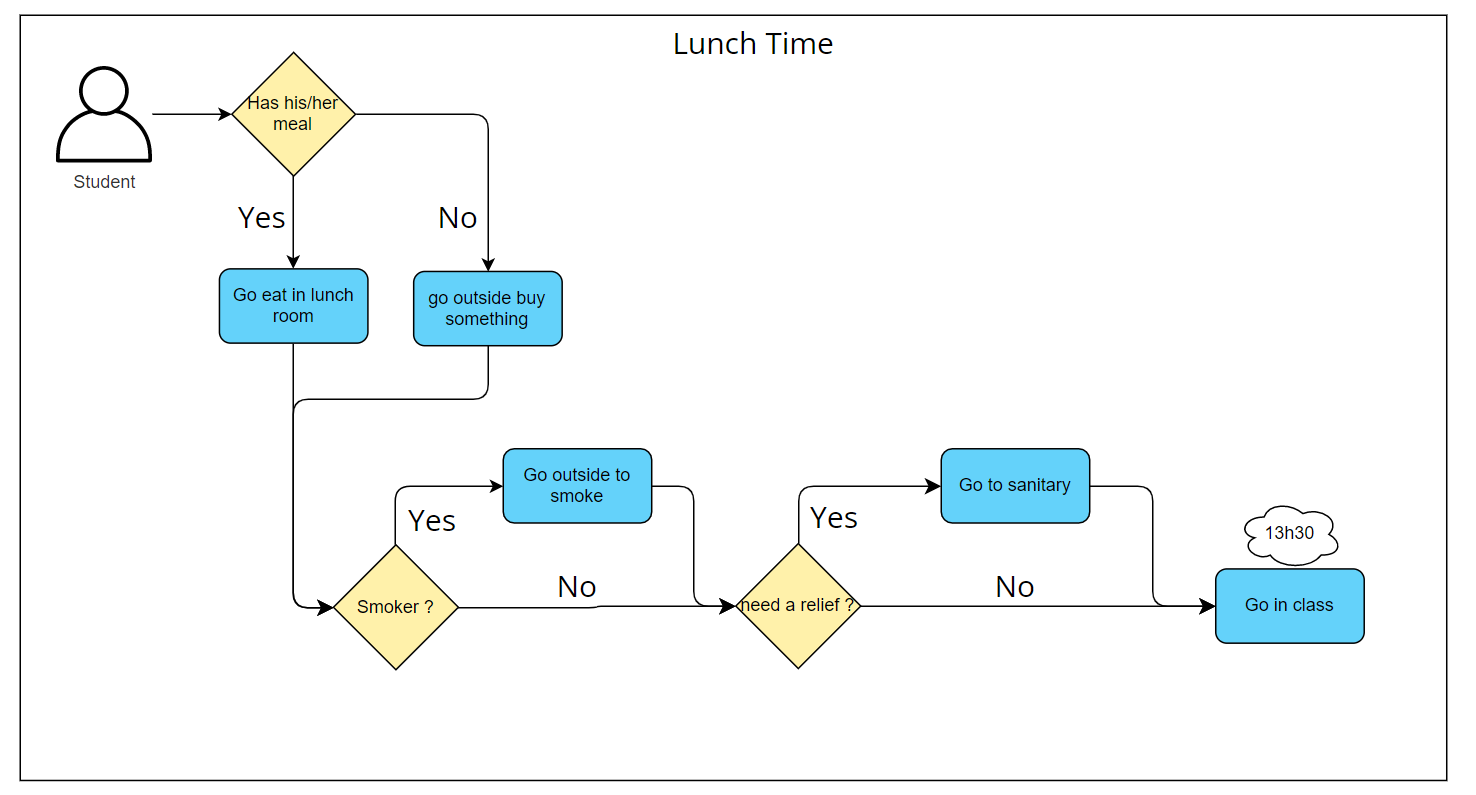 Lunch Time
Has his/her
meal
Student
Yes
No
Go eat in lunch
room
go outside buy
something
Go outside to
smoke
Go to sanitary
Yes
Yes
13h30
No
No
Smoker ?
need a relief ?
Go in class